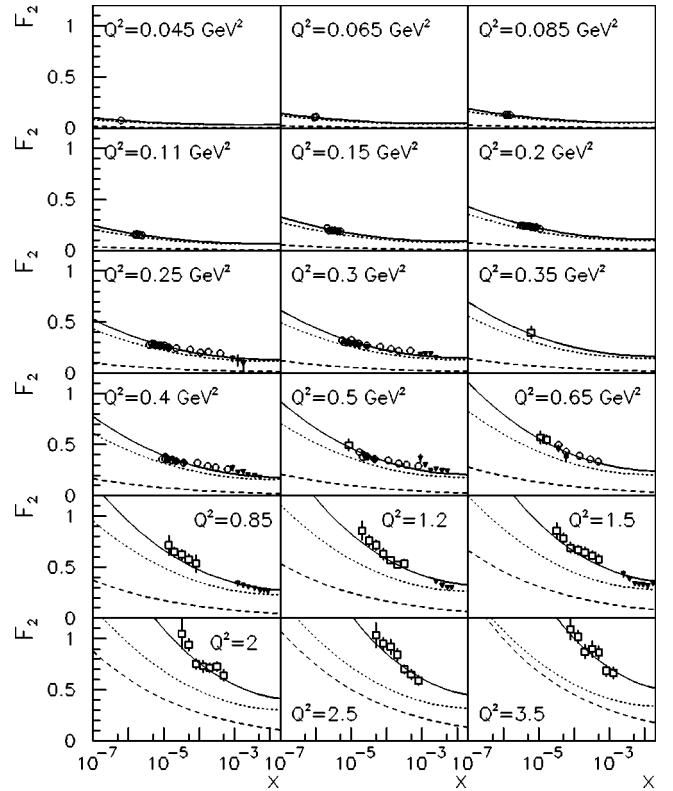 F₂
1
0.5
0
Q²=0.045 GeV²
Q²=0.065 GeV²
Q²=0.085 GeV²
F₂
1
0.5
0
Q²=0.11 GeV²
Q²=0.15 GeV²
Q²=0.2 GeV²
F₂
1
0.5
0
Q²=0.25 GeV²
Q²=0.3 GeV²
Q²=0.35 GeV²
F₂
1
0.5
0
Q²=0.4 GeV²
Q²=0.5 GeV²
Q²=0.65 GeV²
F₂
1
0.5
0
Q²=0.85
Q²=1.2
Q²=1.5
F₂
1
0.5
0
Q²=2
Q²=2.5
Q²=3.5
10⁻⁷ 10⁻⁵ 10⁻³ 10⁻⁷ 10⁻⁵ 10⁻³ 10⁻⁷ 10⁻⁵ 10⁻³
X X X